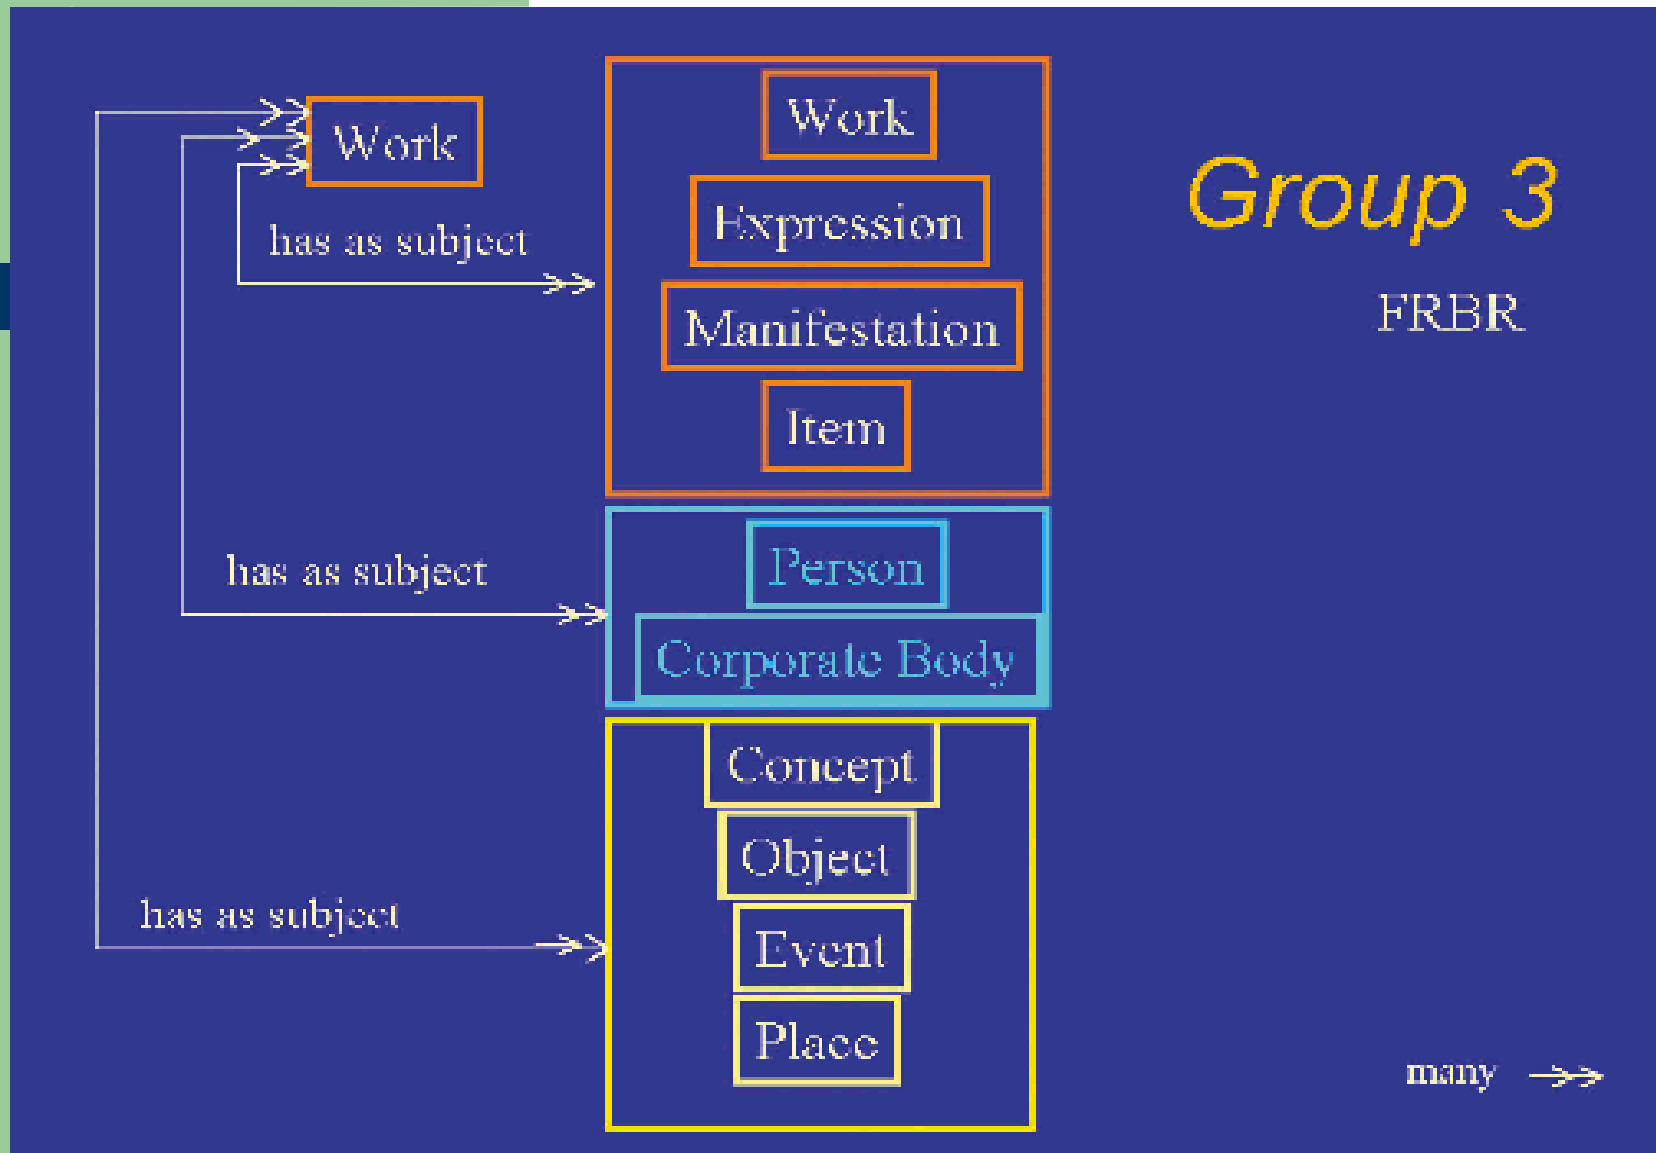 Work
has as subject
has as subject
has as subject
Work
Expression
Manifestation
Item
Person
Corporate Body
Concept
Object
Event
Place
Group 3
FRBR
many